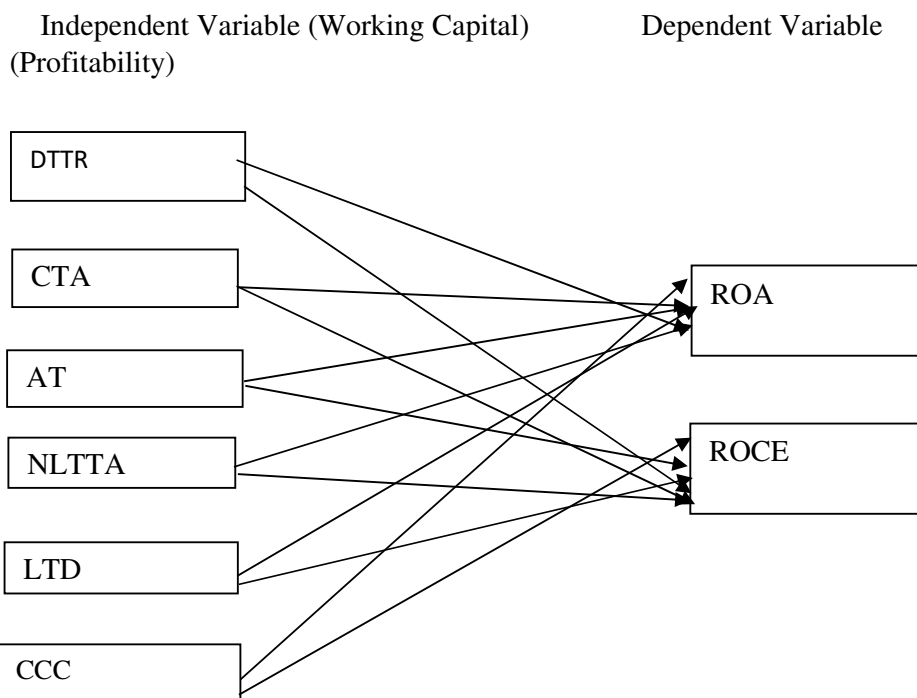 Independent Variable (Working Capital) Dependent Variable
(Profitability)
DTTR
CTA
ROA
AT
NLTTA
ROCE
LTD
CCC